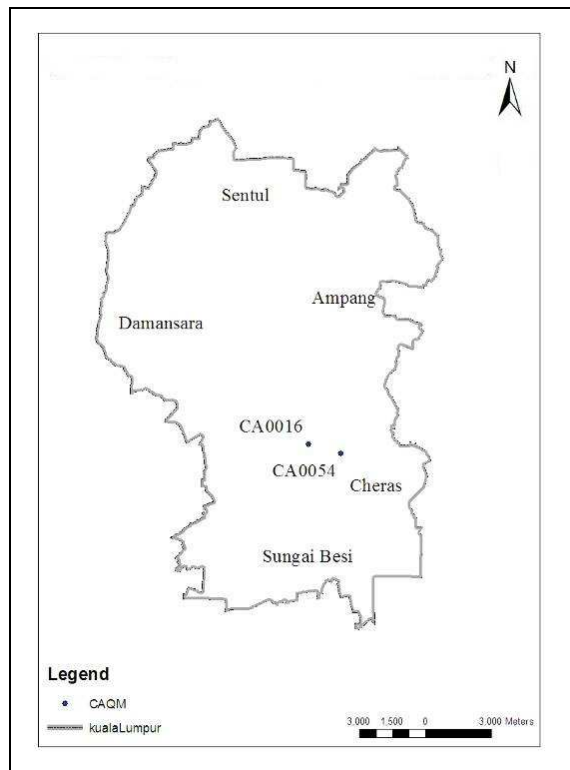 N
Sentul
Ampang
Damansara
CA0016
CA0054
Cheras
Sungai Besi
Legend
CAQM
kualaLumpur
3,000 1,500 0 3,000 Meters